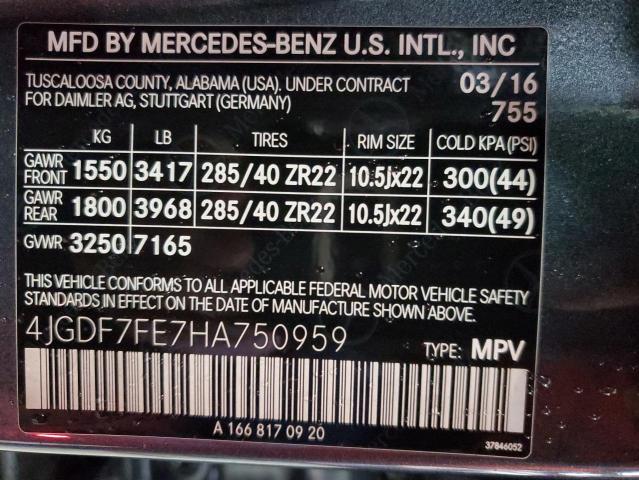 MFD BY MERCEDES-BENZ U.S. INTL., INC
TUSCALOOSA COUNTY, ALABAMA (USA). UNDER CONTRACT 03/16
FOR DAIMLER AG, STUTTGART (GERMANY) 755
KG LB TIRES RIM SIZE COLD KPA (PSI)
GAWR FRONT 1550 3417 285/40 ZR22 10.5Jx22 300(44)
GAWR REAR 1800 3968 285/40 ZR22 10.5Jx22 340(49)
GVWR 3250 7165
THIS VEHICLE CONFORMS TO ALL APPLICABLE FEDERAL MOTOR VEHICLE SAFETY
STANDARDS IN EFFECT ON THE DATE OF MANUFACTURE SHOWN ABOVE.
4JGDF7FE7HA750959 TYPE: MPV
A 166 817 09 20
37846052